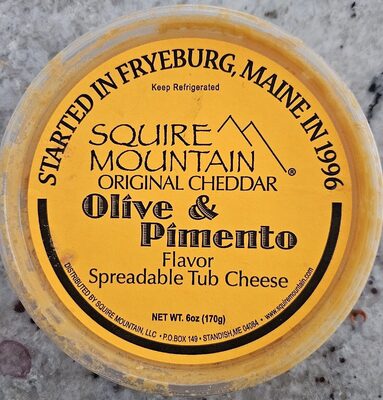 STARTED IN FRYEBURG, MAINE IN 1996
Keep Refrigerated
SQUIRE
MOUNTAIN®
ORIGINAL CHEDDAR
Olive &
Pimento
Flavor
Spreadable Tub Cheese
NET WT. 6oz (170g)
DISTRIBUTED BY SQUIRE MOUNTAIN, LLC • P.O.BOX 149 • STANDISH, ME 04084 • www.squiremountain.com